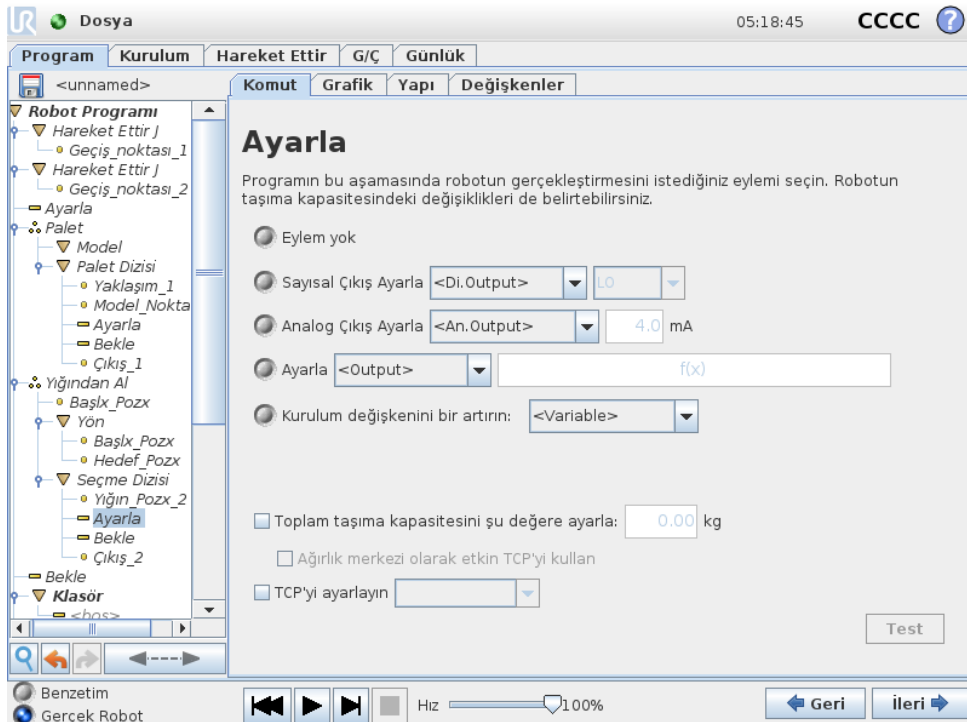 UR Dosya 05:18:45 CCCC ?
Program Kurulum Hareket Ettir G/Ç Günlük
<unnamed>
Komut Grafik Yapı Değişkenler
Robot Programı
Hareket Ettir J
Geçiş_noktası_1
Hareket Ettir J
Geçiş_noktası_2
Ayarla
Palet
Model
Palet Dizisi
Yaklaşım_1
Model_Nokta
Ayarla
Bekle
Çıkış_1
Yığından Al
Başlx_Pozx
Yön
Başlx_Pozx
Hedef_Pozx
Seçme Dizisi
Yığın_Pozx_2
Ayarla
Bekle
Çıkış_2
Bekle
Klasör
<boş>
Ayarla
Programın bu aşamasında robotun gerçekleştirmesini istediğiniz eylemi seçin. Robotun
taşıma kapasitesindeki değişiklikleri de belirtebilirsiniz.
Eylem yok
Sayısal Çıkış Ayarla <Di.Output> LO
Analog Çıkış Ayarla <An.Output> 4.0 mA
Ayarla <Output> f(x)
Kurulum değişkenini bir artırın: <Variable>
Toplam taşıma kapasitesini şu değere ayarla: 0.00 kg
Ağırlık merkezi olarak etkin TCP'yi kullan
TCP'yi ayarlayın
Test
Benzetim
Gerçek Robot
Hız 100%
Geri İleri